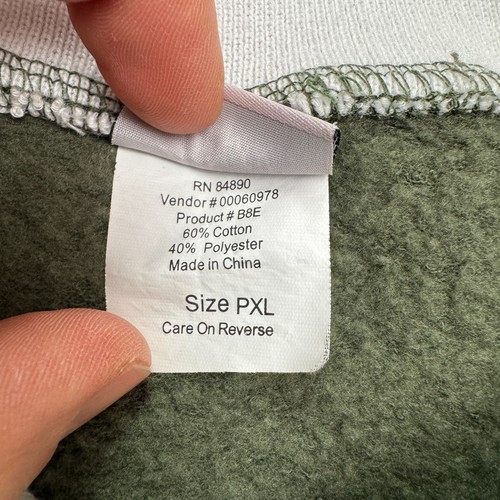 RN 84890
Vendor # 00060978
Product # B8E
60% Cotton
40% Polyester
Made in China
Size PXL
Care On Reverse